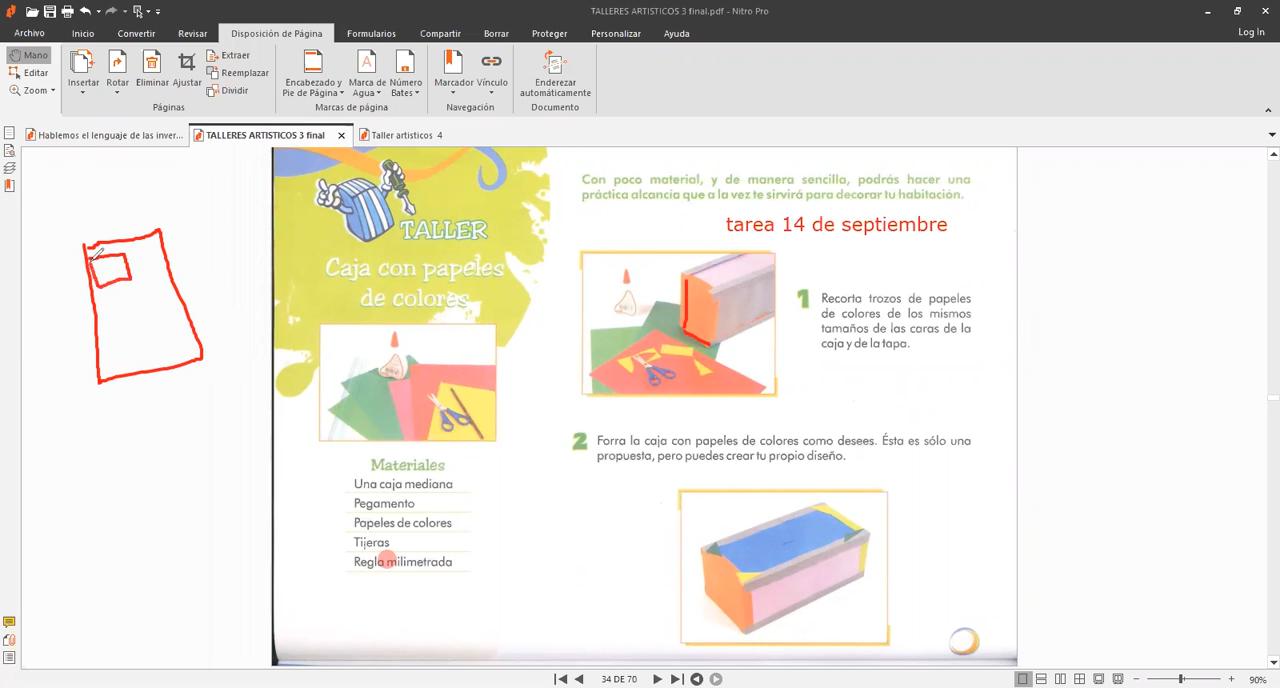 TALLERES ARTISTICOS 3 final.pdf - Nitro Pro
Archivo Inicio Convertir Revisar Disposición de Página Formularios Compartir Borrar Proteger Personalizar Ayuda Log In
Mano
Editar
Zoom
Insertar Rotar Eliminar Ajustar
Extraer
Reemplazar
Dividir
Páginas
Encabezado y Pie de Página
Marca de Agua
Número Bates
Marcas de página
Marcador Vínculo
Navegación
Enderezar automáticamente
Documento
Hablemos el lenguaje de las inver... TALLERES ARTISTICOS 3 final Taller artisticos 4
TALLER
Caja con papeles
de colores
Materiales
Una caja mediana
Pegamento
Papeles de colores
Tijeras
Regla milimetrada
Con poco material, y de manera sencilla, podrás hacer una
práctica alcancía que a la vez te servirá para decorar tu habitación.
tarea 14 de septiembre
1 Recorta trozos de papeles
de colores de los mismos
tamaños de las caras de la
caja y de la tapa.
2 Forra la caja con papeles de colores como desees. Ésta es sólo una
propuesta, pero puedes crear tu propio diseño.
34 DE 70
90%